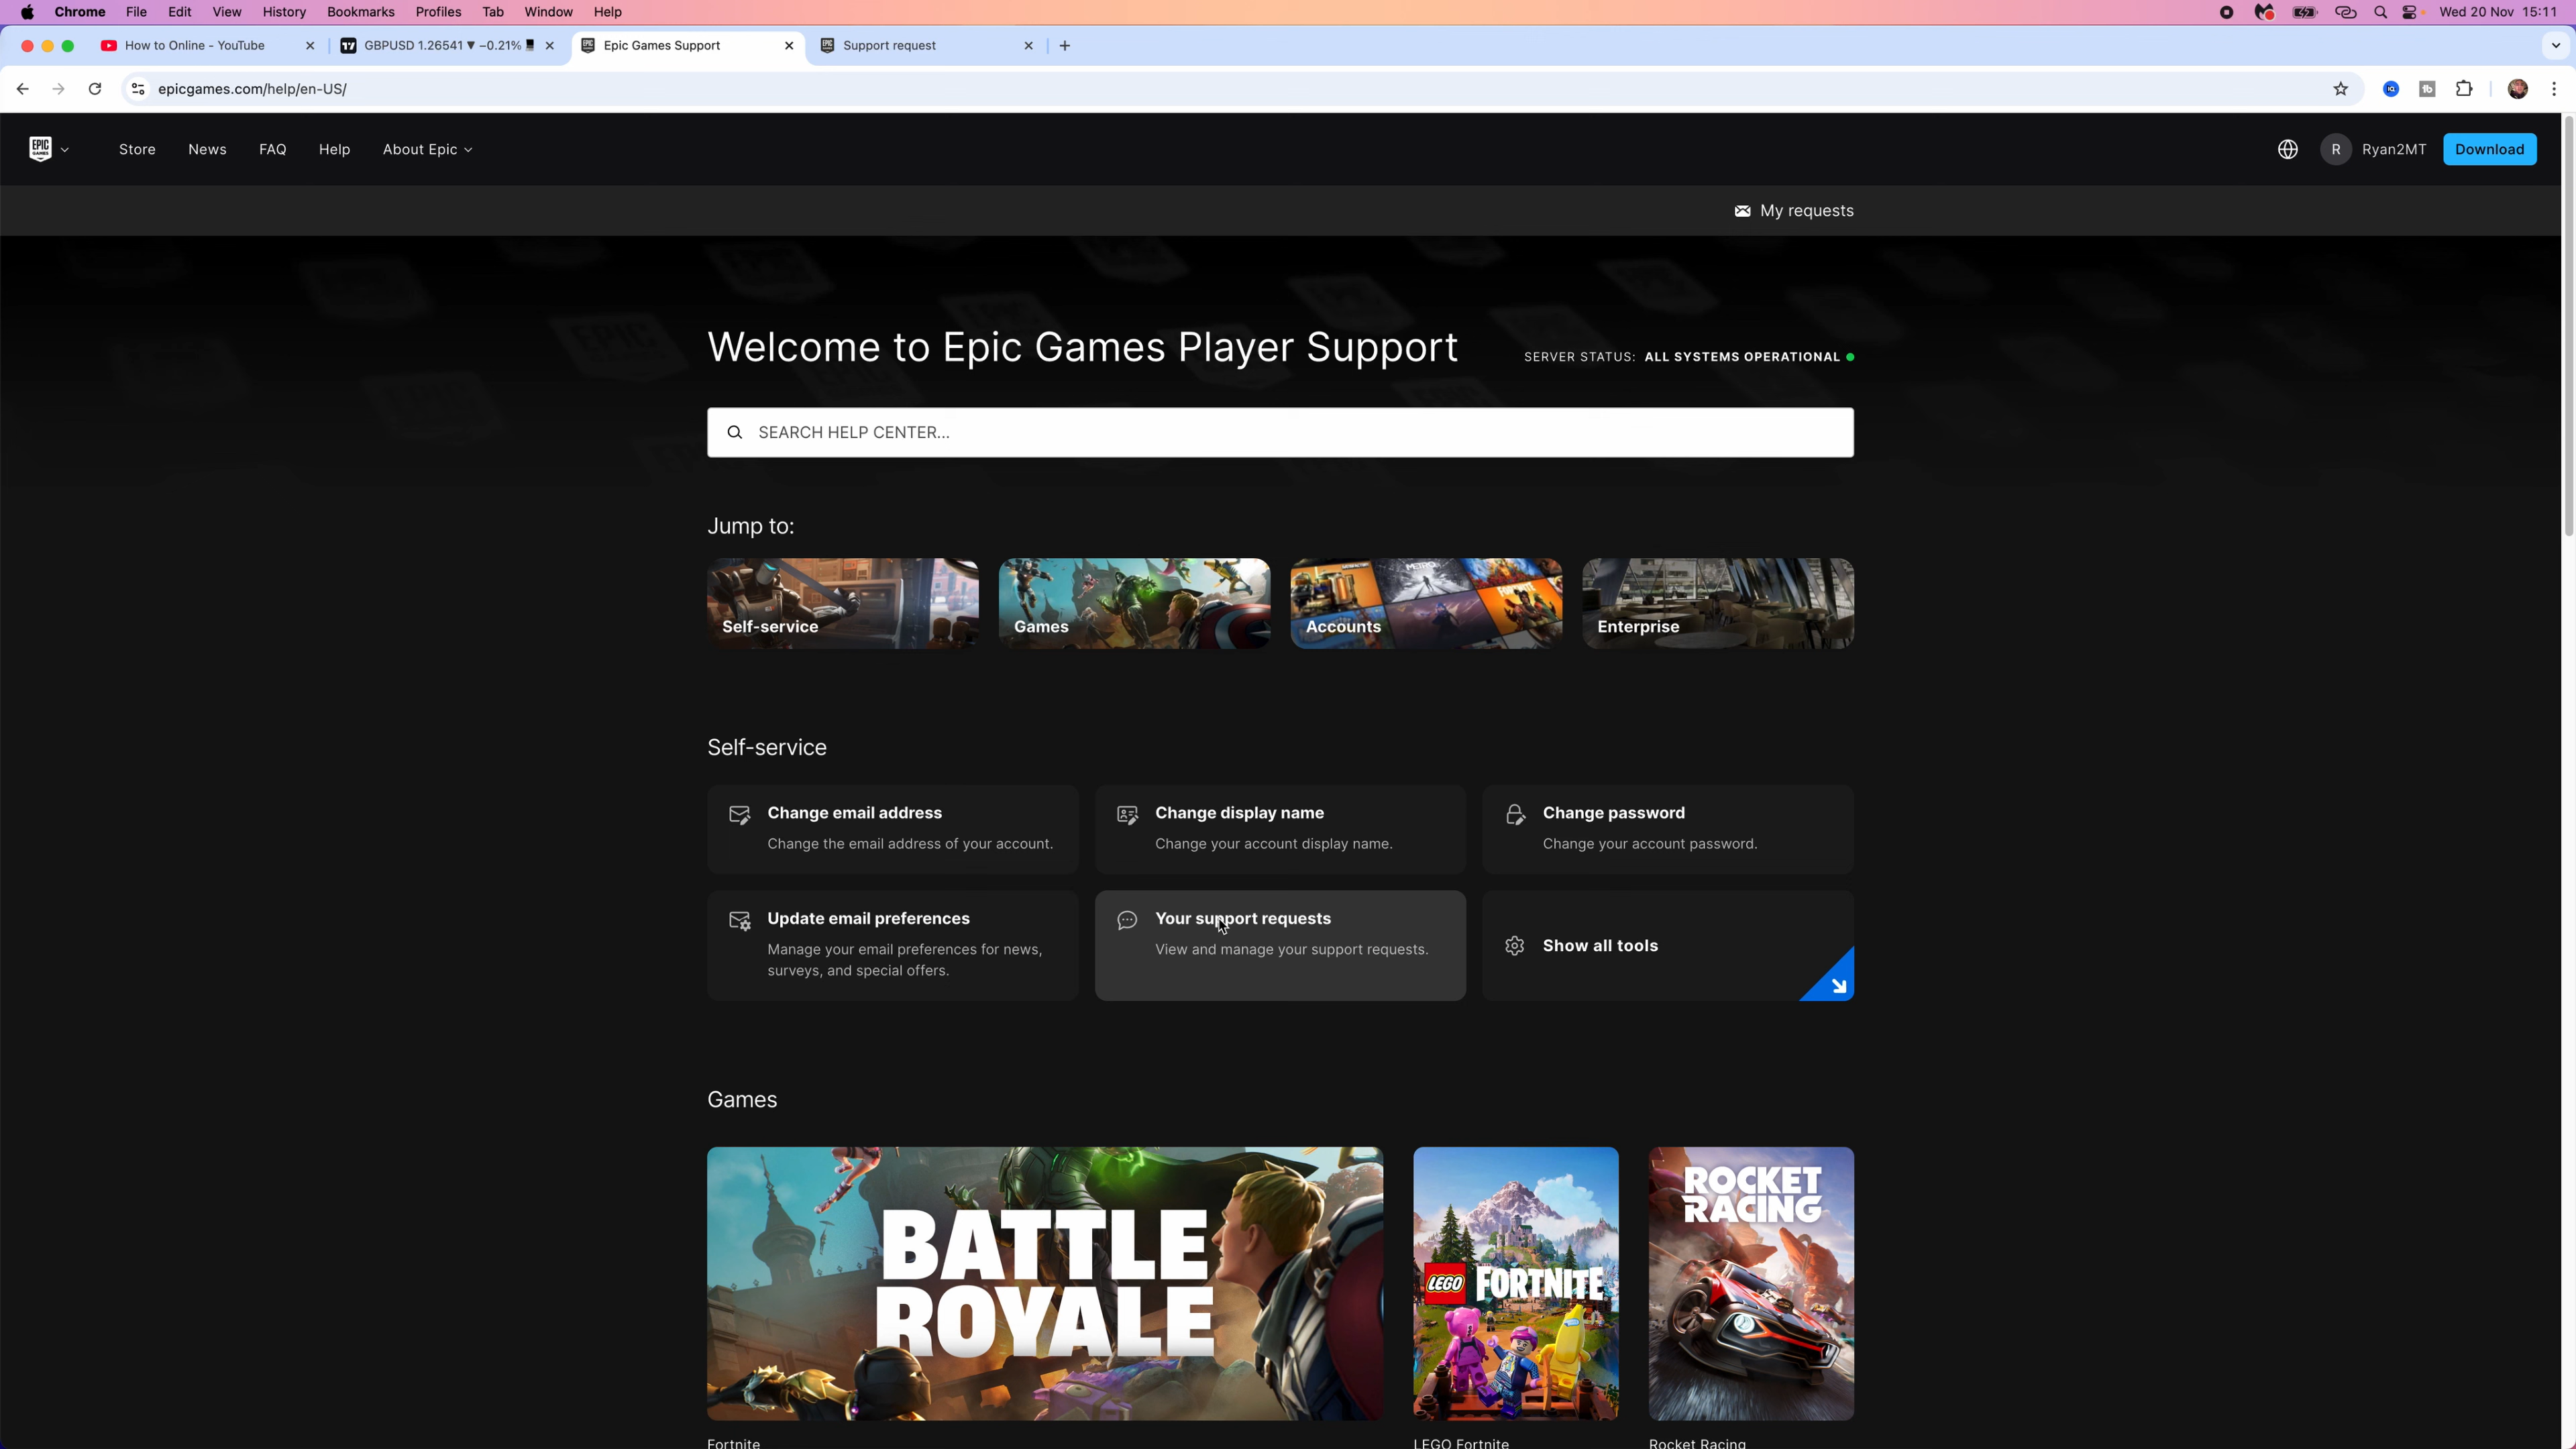 Chrome File Edit View History Bookmarks Profiles Tab Window Help Wed 20 Nov 15:11
How to Online - YouTube GBPUSD 1.26541 ▼ −0.21% Epic Games Support Support request
epicgames.com/help/en-US/
EPIC GAMES Store News FAQ Help About Epic R Ryan2MT Download
My requests
Welcome to Epic Games Player Support SERVER STATUS: ALL SYSTEMS OPERATIONAL
SEARCH HELP CENTER...
Jump to:
Self-service Games Accounts Enterprise
Self-service
Change email address Change display name Change password
Change the email address of your account. Change your account display name. Change your account password.
Update email preferences Your support requests Show all tools
Manage your email preferences for news, View and manage your support requests.
surveys, and special offers.
Games
BATTLE
ROYALE
LEGO FORTNITE
ROCKET
RACING
Fortnite LEGO Fortnite Rocket Racing